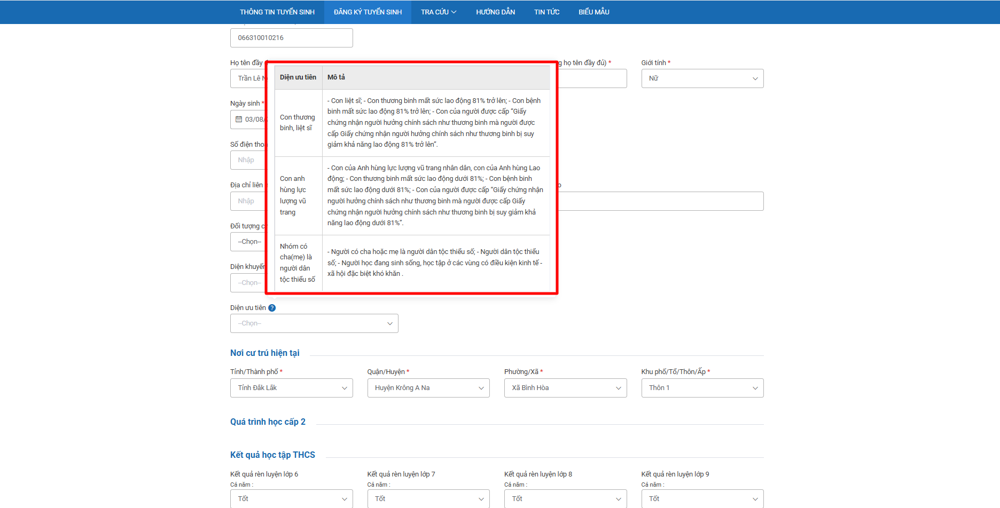 THÔNG TIN TUYỂN SINH ĐĂNG KÝ TUYỂN SINH TRA CỨU HƯỚNG DẪN TIN TỨC BIỂU MẪU
066310010216
Họ tên đầy g họ tên đầy đủ) * Giới tính *
Trần Lê N Nữ
Diện ưu tiên Mô tả
Ngày sinh *
03/08/
Con thương
binh, liệt sĩ
- Con liệt sĩ; - Con thương binh mất sức lao động 81% trở lên; - Con bệnh
binh mất sức lao động 81% trở lên; - Con của người được cấp “Giấy
chứng nhận người hưởng chính sách như thương binh mà người được
cấp Giấy chứng nhận người hưởng chính sách như thương binh bị suy
giảm khả năng lao động 81% trở lên”.
Số điện tho
Nhập
Con anh
hùng lực
lượng vũ
trang
- Con của Anh hùng lực lượng vũ trang nhân dân, con của Anh hùng Lao
động; - Con thương binh mất sức lao động dưới 81%; - Con bệnh binh
mất sức lao động dưới 81%; - Con của người được cấp “Giấy chứng nhận
người hưởng chính sách như thương binh mà người được cấp Giấy
chứng nhận người hưởng chính sách như thương binh bị suy giảm khả
năng lao động dưới 81%”.
Địa chỉ liên
Nhập
Đối tượng c
--Chọn--
Nhóm có
cha(mẹ) là
người dân
tộc thiểu số
- Người có cha hoặc mẹ là người dân tộc thiểu số; - Người dân tộc thiểu
số; - Người học đang sinh sống, học tập ở các vùng có điều kiện kinh tế -
xã hội đặc biệt khó khăn .
Diện khuyến
--Chọn--
Diện ưu tiên ?
--Chọn--
Nơi cư trú hiện tại
Tỉnh/Thành phố * Quận/Huyện * Phường/Xã * Khu phố/Tổ/Thôn/Ấp *
Tỉnh Đắk Lắk Huyện Krông A Na Xã Bình Hòa Thôn 1
Quá trình học cấp 2
Kết quả học tập THCS
Kết quả rèn luyện lớp 6 Kết quả rèn luyện lớp 7 Kết quả rèn luyện lớp 8 Kết quả rèn luyện lớp 9
Cả năm : Cả năm : Cả năm : Cả năm :
Tốt Tốt Tốt Tốt